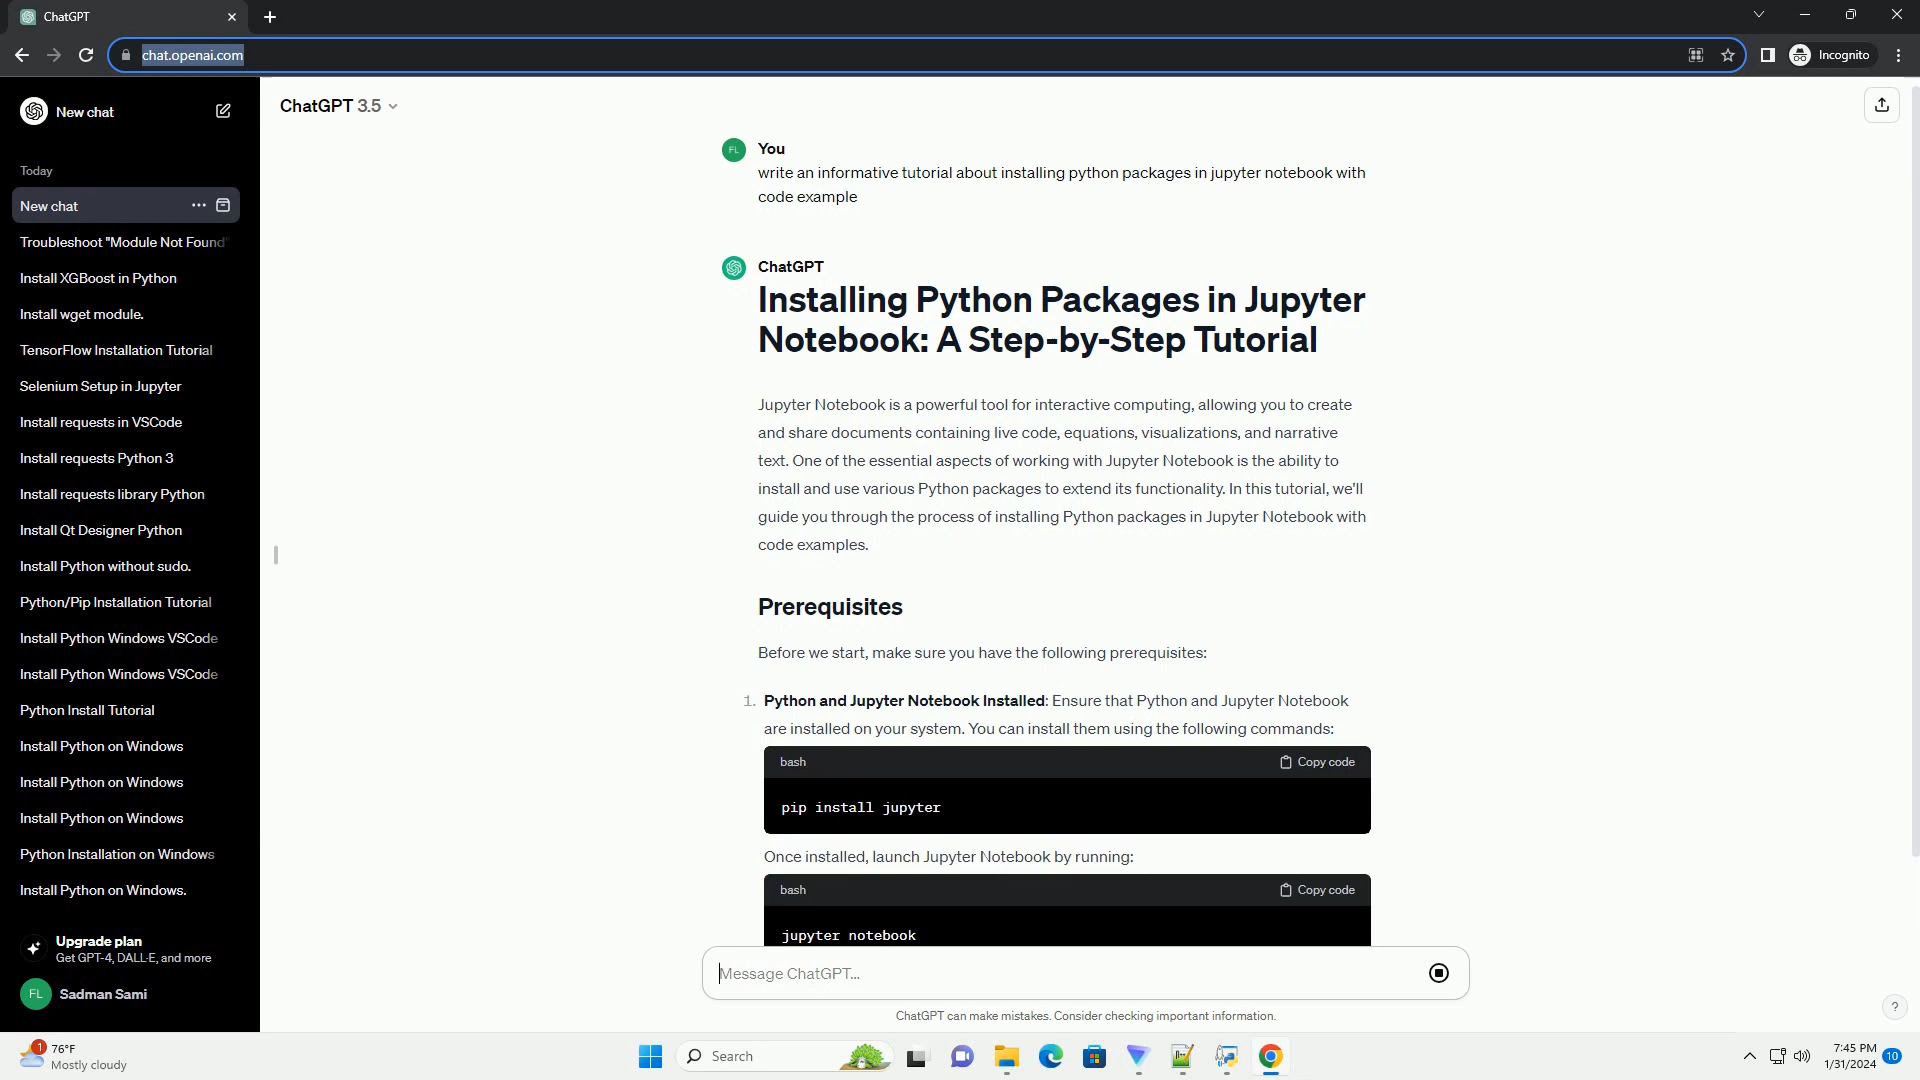 ChatGPT
chat.openai.com
Incognito
New chat
Today
New chat
Troubleshoot "Module Not Found"
Install XGBoost in Python
Install wget module.
TensorFlow Installation Tutorial
Selenium Setup in Jupyter
Install requests in VSCode
Install requests Python 3
Install requests library Python
Install Qt Designer Python
Install Python without sudo.
Python/Pip Installation Tutorial
Install Python Windows VSCode
Install Python Windows VSCode
Python Install Tutorial
Install Python on Windows
Install Python on Windows
Install Python on Windows
Python Installation on Windows
Install Python on Windows.
Upgrade plan
Get GPT-4, DALL·E, and more
FL Sadman Sami
ChatGPT 3.5
FL You
write an informative tutorial about installing python packages in jupyter notebook with
code example
ChatGPT
Installing Python Packages in Jupyter
Notebook: A Step-by-Step Tutorial
Jupyter Notebook is a powerful tool for interactive computing, allowing you to create
and share documents containing live code, equations, visualizations, and narrative
text. One of the essential aspects of working with Jupyter Notebook is the ability to
install and use various Python packages to extend its functionality. In this tutorial, we'll
guide you through the process of installing Python packages in Jupyter Notebook with
code examples.
Prerequisites
Before we start, make sure you have the following prerequisites:
1. Python and Jupyter Notebook Installed: Ensure that Python and Jupyter Notebook
are installed on your system. You can install them using the following commands:
bash Copy code
pip install jupyter
Once installed, launch Jupyter Notebook by running:
bash Copy code
jupyter notebook
Message ChatGPT...
ChatGPT can make mistakes. Consider checking important information.
?
1 76°F
Mostly cloudy
Search
7:45 PM
1/31/2024
10